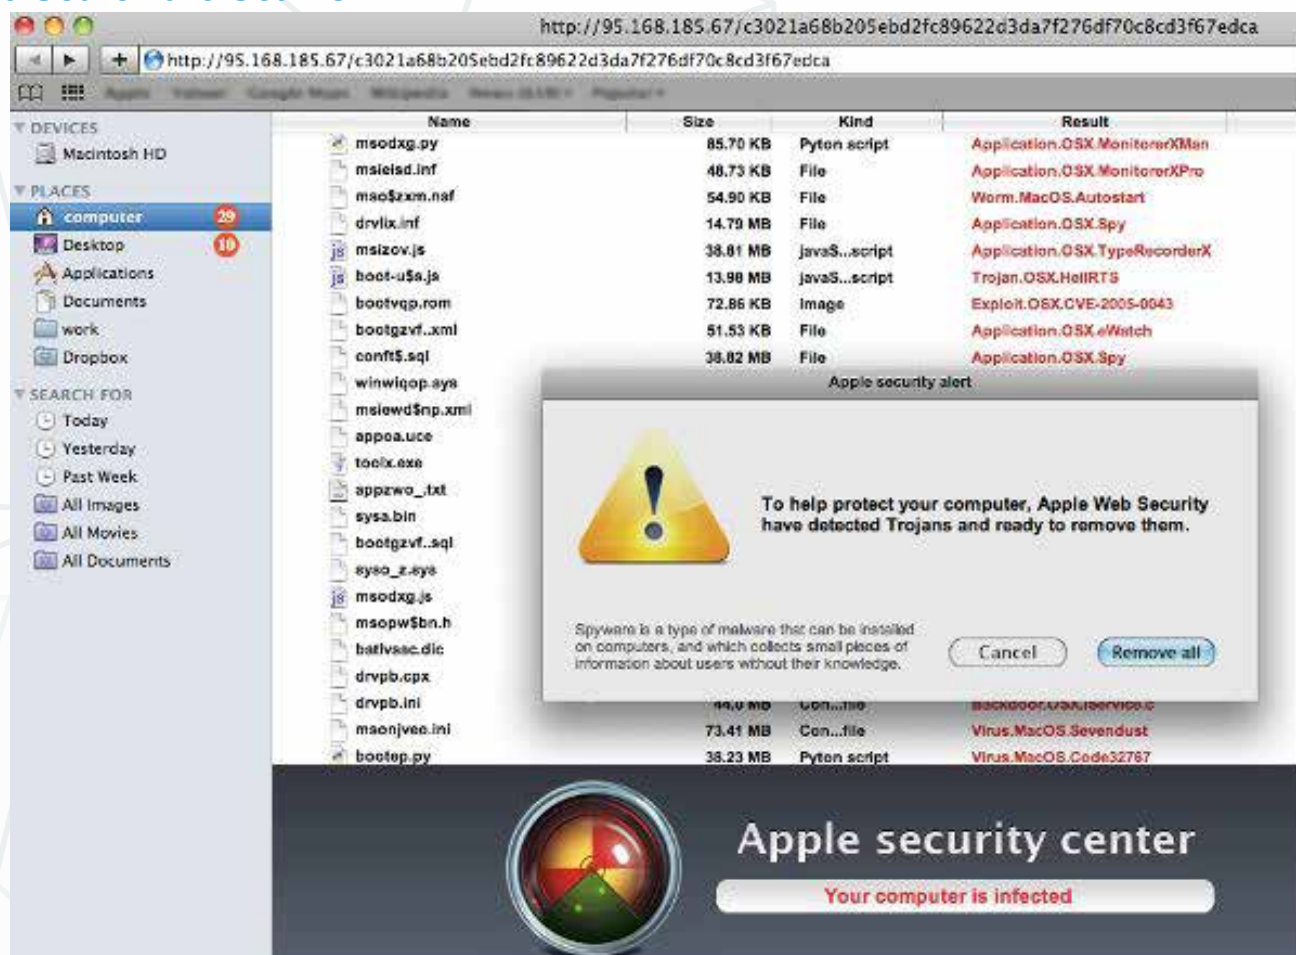 http://95.168.185.67/c3021a68b205ebd2fc89622d3da7f276df70c8cd3f67edca
http://95.168.185.67/c3021a68b205ebd2fc89622d3da7f276df70c8cd3f67edca
DEVICES
Macintosh HD
PLACES
computer 29
Desktop 10
Applications
Documents
work
Dropbox
SEARCH FOR
Today
Yesterday
Past Week
All Images
All Movies
All Documents
Name Size Kind Result
msodxg.py 85.70 KB Pyton script Application.OSX.MonitorerXMan
msieisd.inf 48.73 KB File Application.OSX.MonitorerXPro
mso$zxm.naf 54.90 KB File Worm.MacOS.Autostart
drvlix.inf 14.79 MB File Application.OSX.Spy
msizov.js 38.81 MB javaS...script Application.OSX.TypeRecorderX
boot-u$s.js 13.98 MB javaS...script Trojan.OSX.HellRTS
bootvqp.rom 72.86 KB Image Exploit.OSX.CVE-2005-0043
bootgzvf..xml 51.53 KB File Application.OSX.eWatch
conft$.sql 38.82 MB File Application.OSX.Spy
winwiqop.sys
msiewd$np.xml
appoa.uce
toolx.exe
appzwo_.txt
sysa.bin
bootgzvf..sql
syso_z.sys
msodxg.js
msopw$bn.h
bativsac.dic
drvpb.cpx
drvpb.ini 44.0 MB Con...file Backdoor.OSX.iService.c
msonjveo.ini 73.41 MB Con...file Virus.MacOS.Sevendust
bootep.py 38.23 MB Pyton script Virus.MacOS.Code32767
Apple security alert
To help protect your computer, Apple Web Security
have detected Trojans and ready to remove them.
Spyware is a type of malware that can be installed
on computers, and which collects small pieces of
information about users without their knowledge.
Cancel
Remove all
Apple security center
Your computer is infected